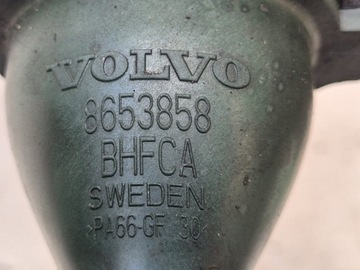 VOLVO
8653858
BHFCA
SWEDEN
>PA66-GF 30